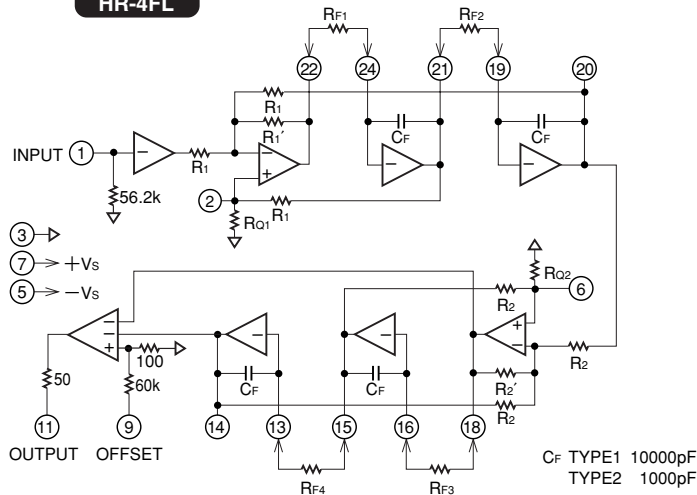 HR-4FL
RF1
RF2
22
24
21
19
20
R1
R1′
CF
CF
INPUT 1
−
R1
−
+
−
−
56.2k
2
RQ1
R1
3
7 +VS
5 −VS
RQ2
6
R2
−
−
+
100
−
−
+
−
R2
50
60k
CF
CF
R2′
R2
11
9
14
13
15
16
18
OUTPUT
OFFSET
RF4
RF3
CF TYPE1 10000pF
TYPE2 1000pF